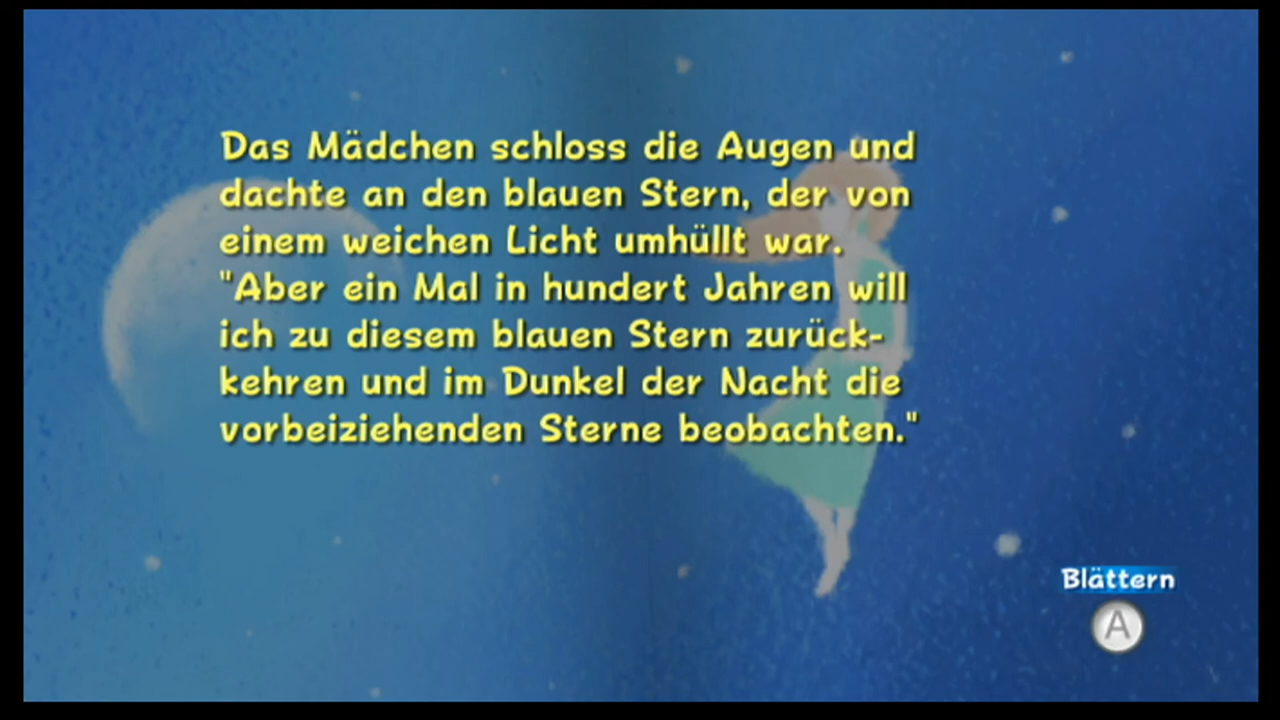 Das Mädchen schloss die Augen und
dachte an den blauen Stern, der von
einem weichen Licht umhüllt war.
"Aber ein Mal in hundert Jahren will
ich zu diesem blauen Stern zurück-
kehren und im Dunkel der Nacht die
vorbeiziehenden Sterne beobachten."
Blättern
A